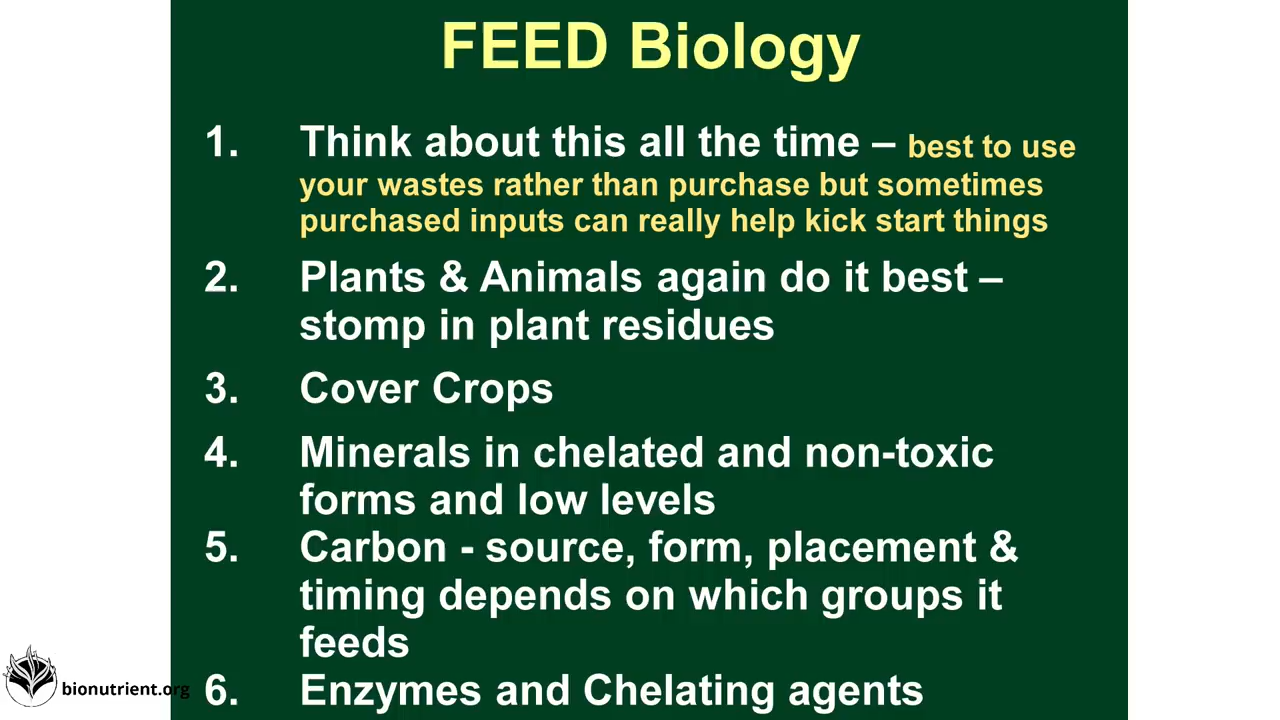 FEED Biology
1. Think about this all the time – best to use
your wastes rather than purchase but sometimes
purchased inputs can really help kick start things
2. Plants & Animals again do it best –
stomp in plant residues
3. Cover Crops
4. Minerals in chelated and non-toxic
forms and low levels
5. Carbon - source, form, placement &
timing depends on which groups it
feeds
6. Enzymes and Chelating agents
bionutrient.org